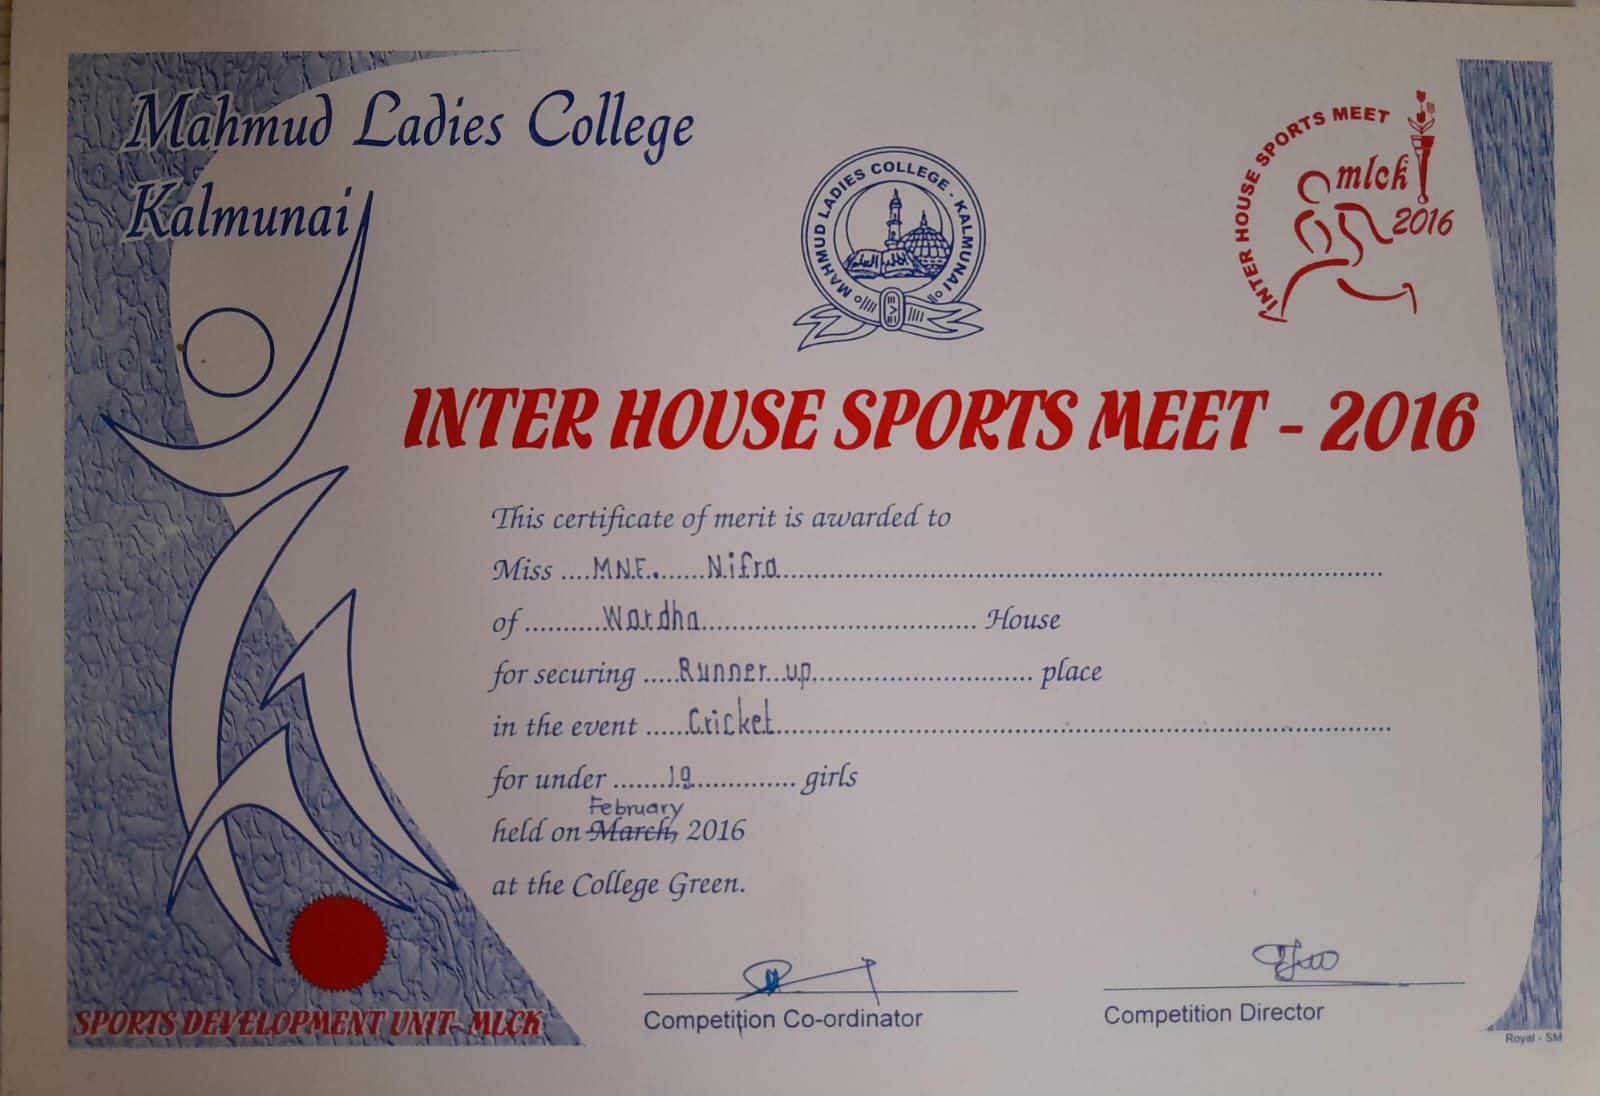 Mahmud Ladies College
Kalmunai
MAHMUD LADIES COLLEGE - KALMUNAI
INTER HOUSE SPORTS MEET
mlck
2016
INTER HOUSE SPORTS MEET - 2016
This certificate of merit is awarded to
Miss ....M.N.F........Nifra..............................
of ..........Wardha.............................. House
for securing .....Runner...up.............................. place
in the event ......Cricket..............................
for under .......19.............. girls
February
held on ~~March,~~ 2016
at the College Green.
Competition Co-ordinator
Competition Director
SPORTS DEVELOPMENT UNIT- MLCK
Royal - SM